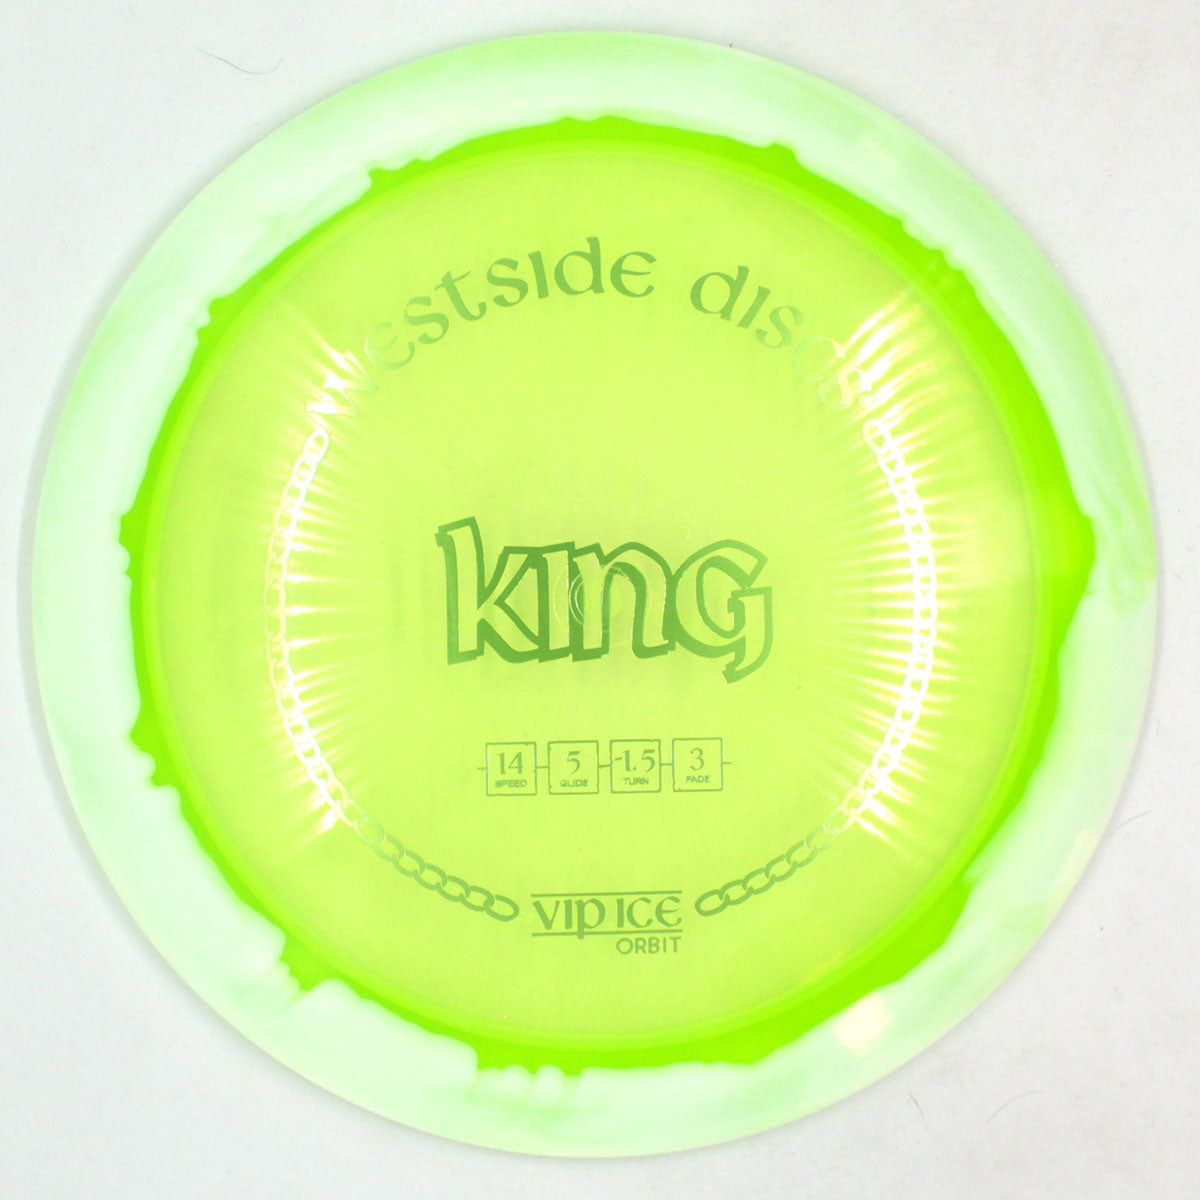 westside discs
king
14 5 -1.5 3
SPEED GLIDE TURN FADE
VIP ICE
ORBIT